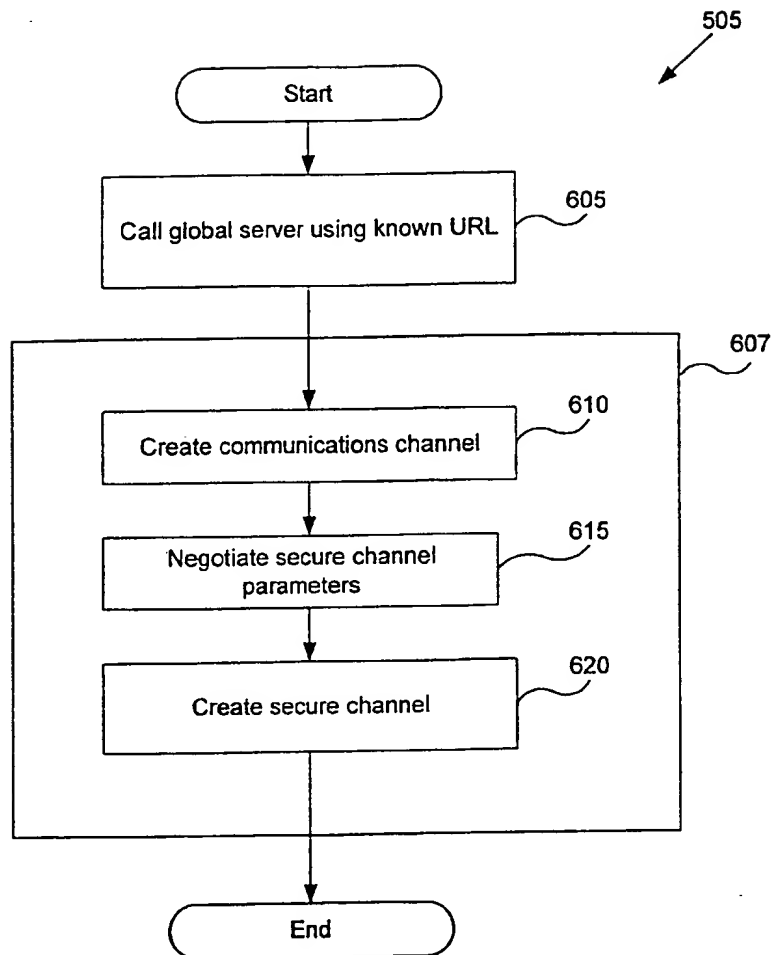 505
Start
Call global server using known URL
605
607
Create communications channel
610
Negotiate secure channel
parameters
615
Create secure channel
620
End